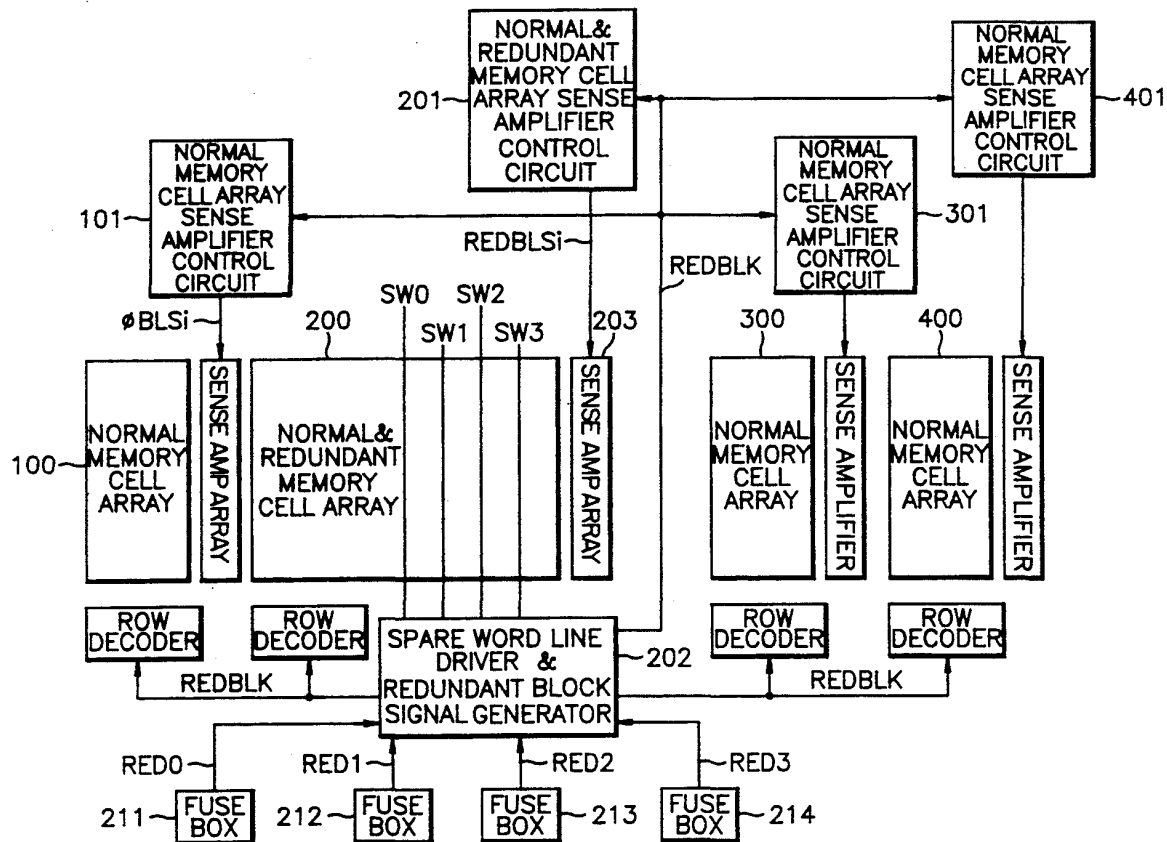 NORMAL&
REDUNDANT
MEMORY CELL
ARRAY SENSE
AMPLIFIER
CONTROL
CIRCUIT
201
NORMAL
MEMORY
CELL ARRAY
SENSE
AMPLIFIER
CONTROL
CIRCUIT
401
NORMAL
MEMORY
CELL ARRAY
SENSE
AMPLIFIER
CONTROL
CIRCUIT
101
NORMAL
MEMORY
CELL ARRAY
SENSE
AMPLIFIER
CONTROL
CIRCUIT
301
REDBLSi
REDBLK
øBLSi
SW0
SW2
200
SW1
SW3
203
300
400
100
NORMAL
MEMORY
CELL
ARRAY
SENSE AMP ARRAY
NORMAL&
REDUNDANT
MEMORY
CELL ARRAY
SENSE AMP ARRAY
NORMAL
MEMORY
CELL
ARRAY
SENSE AMPLIFIER
NORMAL
MEMORY
CELL
ARRAY
SENSE AMPLIFIER
ROW
DECODER
ROW
DECODER
SPARE WORD LINE
DRIVER &
REDUNDANT BLOCK
SIGNAL GENERATOR
202
ROW
DECODER
ROW
DECODER
REDBLK
REDBLK
RED0
RED1
RED2
RED3
211
FUSE
BOX
212
FUSE
BOX
FUSE
BOX
213
FUSE
BOX
214